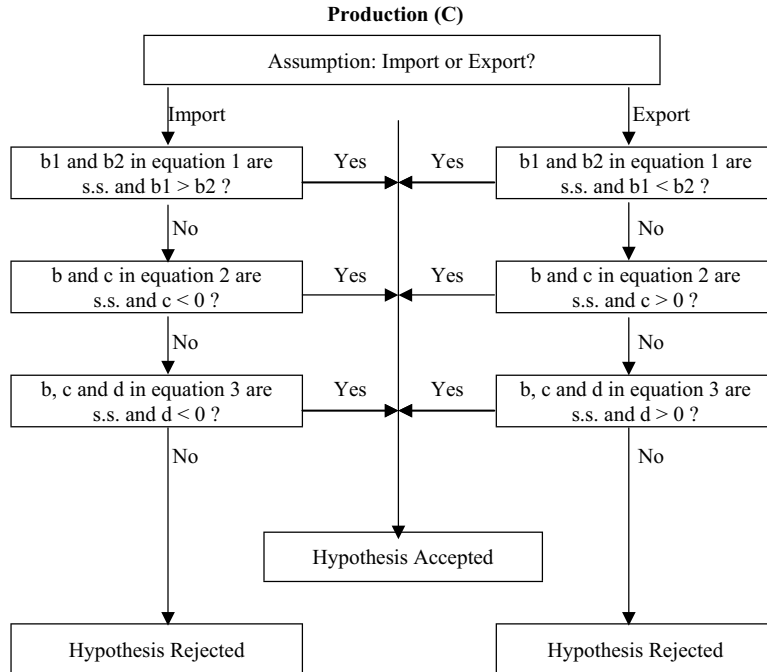 Production (C)
Assumption: Import or Export?
Import
Export
b1 and b2 in equation 1 are
s.s. and b1 > b2 ?
Yes
Yes
b1 and b2 in equation 1 are
s.s. and b1 < b2 ?
No
No
b and c in equation 2 are
s.s. and c < 0 ?
Yes
Yes
b and c in equation 2 are
s.s. and c > 0 ?
No
No
b, c and d in equation 3 are
s.s. and d < 0 ?
Yes
Yes
b, c and d in equation 3 are
s.s. and d > 0 ?
No
No
Hypothesis Accepted
Hypothesis Rejected
Hypothesis Rejected